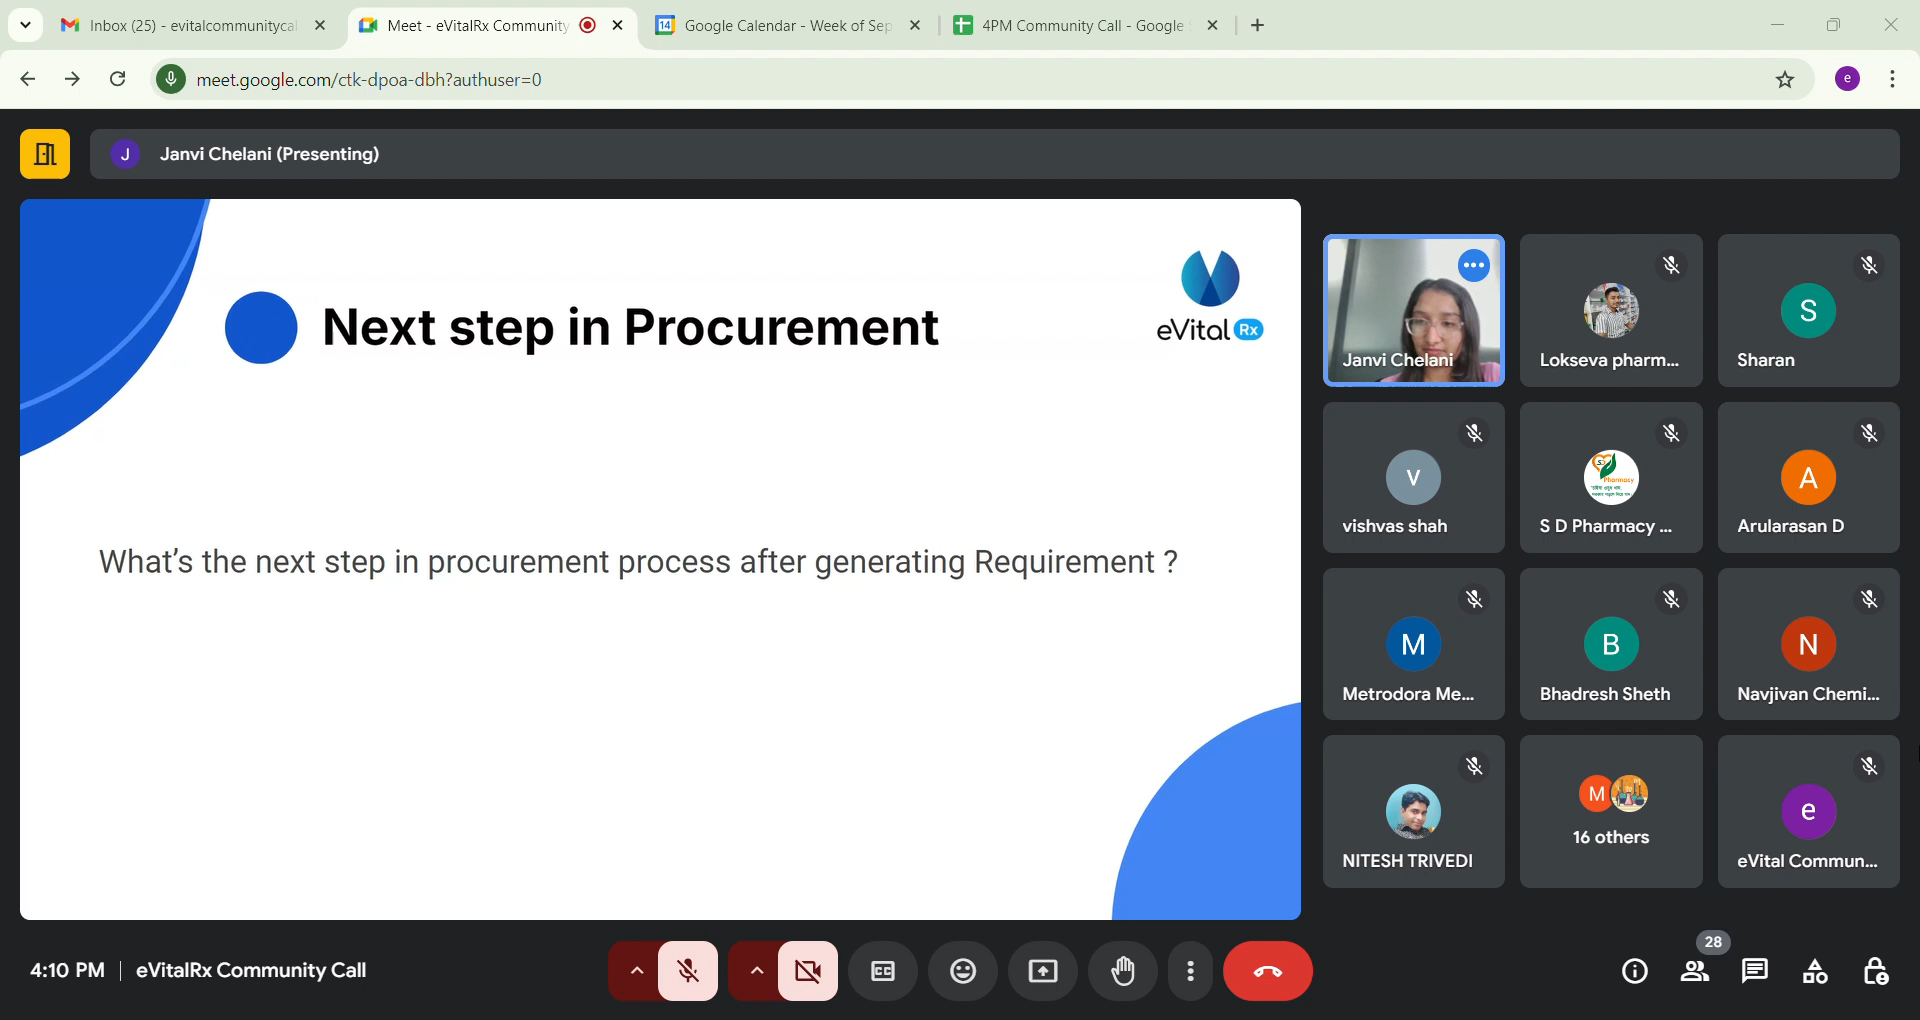 Inbox (25) - evitalcommunityca
Meet - eVitalRx Community
14
Google Calendar - Week of Sep
4PM Community Call - Google
meet.google.com/ctk-dpoa-dbh?authuser=0
e
J
Janvi Chelani (Presenting)
eVital Rx
Next step in Procurement
What's the next step in procurement process after generating Requirement ?
Janvi Chelani
Lokseva pharm...
S
Sharan
V
vishvas shah
Pharmacy
S D Pharmacy ...
A
Arularasan D
M
Metrodora Me...
B
Bhadresh Sheth
N
Navjivan Chemi...
NITESH TRIVEDI
M
16 others
e
eVital Commun...
4:10 PM
eVitalRx Community Call
28